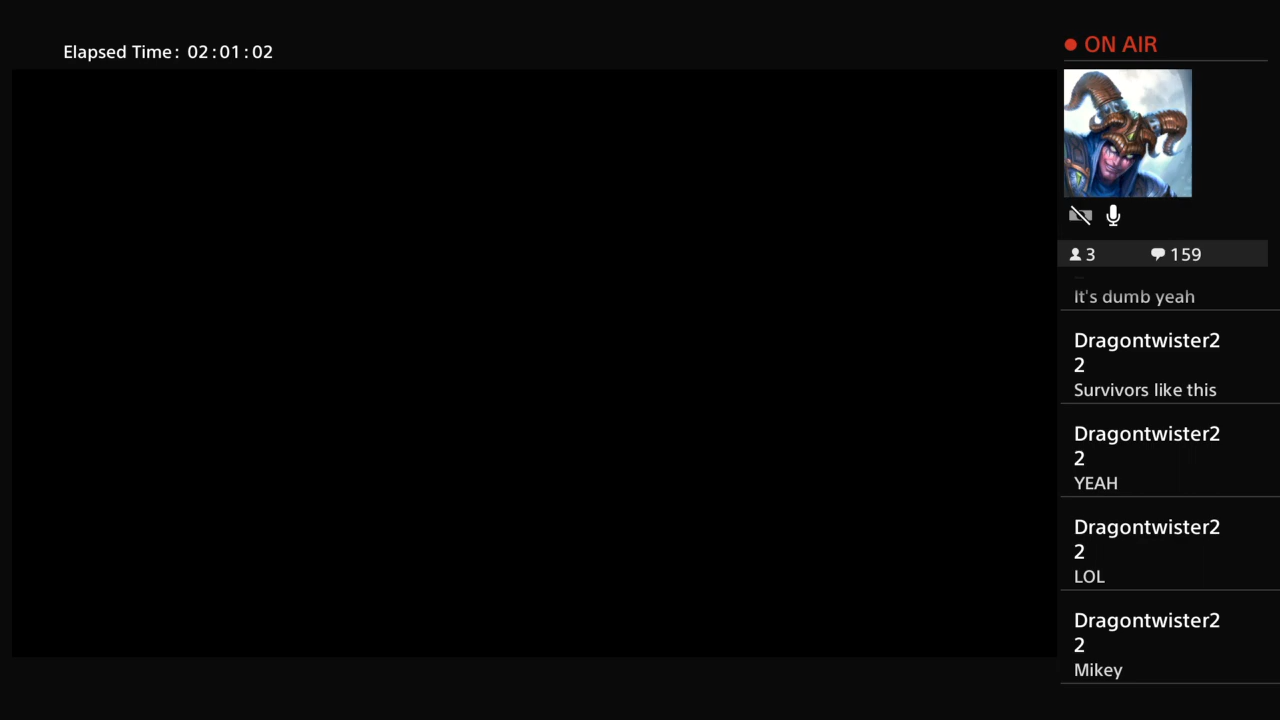 Elapsed Time: 02:01:02
ON AIR
3 159
It's dumb yeah
Dragontwister2
2
Survivors like this
Dragontwister2
2
YEAH
Dragontwister2
2
LOL
Dragontwister2
2
Mikey